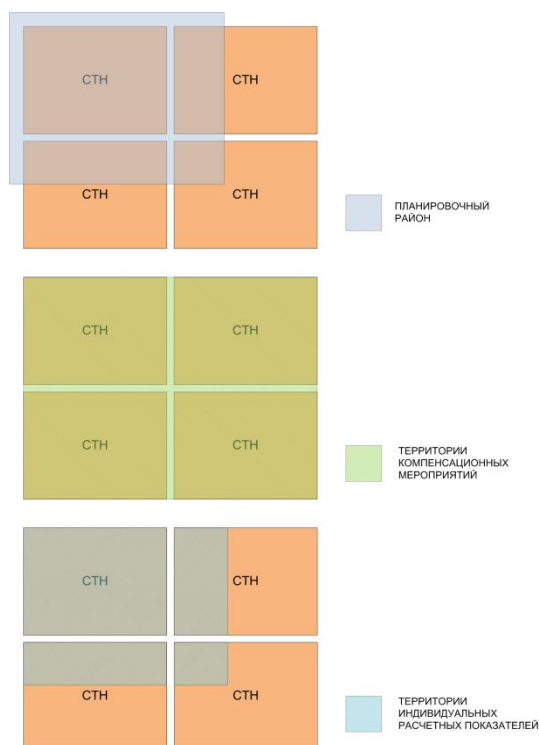 СТН СТН
СТН СТН
ПЛАНИРОВОЧНЫЙ
РАЙОН
СТН СТН
СТН СТН
ТЕРРИТОРИИ
КОМПЕНСАЦИОННЫХ
МЕРОПРИЯТИЙ
СТН СТН
СТН СТН
ТЕРРИТОРИИ
ИНДИВИДУАЛЬНЫХ
РАСЧЕТНЫХ ПОКАЗАТЕЛЕЙ